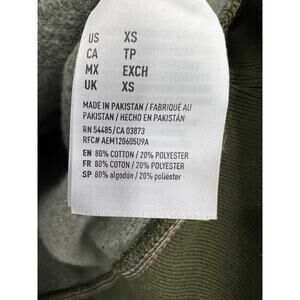 US XS
CA TP
MX EXCH
UK XS
MADE IN PAKISTAN / FABRIQUÉ AU
PAKISTAN / HECHO EN PAKISTÁN
RN 54485/CA 03873
RFC# AEM120605U9A
EN 80% COTTON / 20% POLYESTER
FR 80% COTTON / 20% POLYESTER
SP 80% algodón / 20% poliéster